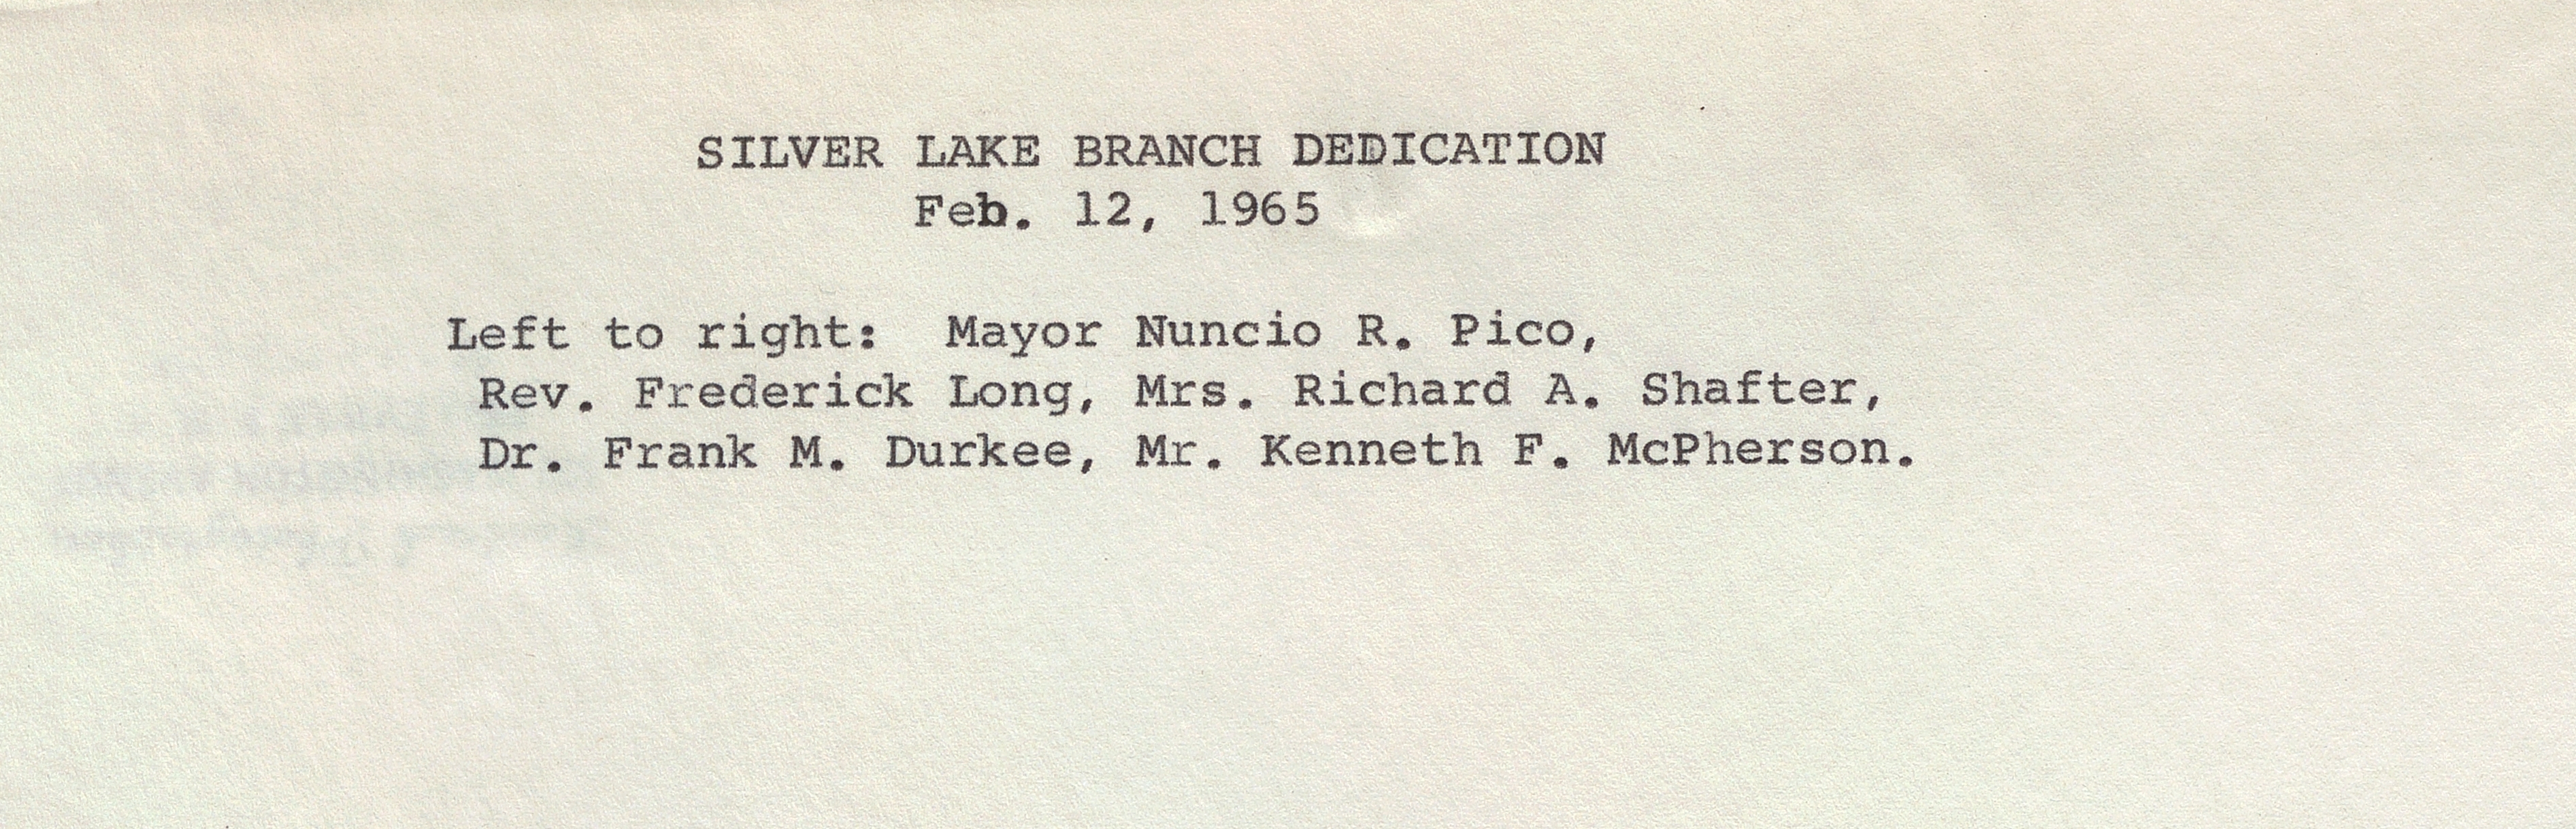 SILVER LAKE BRANCH DEDICATION
Feb. 12, 1965
Left to right:  Mayor Nuncio R. Pico,
Rev. Frederick Long, Mrs. Richard A. Shafter,
Dr. Frank M. Durkee, Mr. Kenneth F. McPherson.